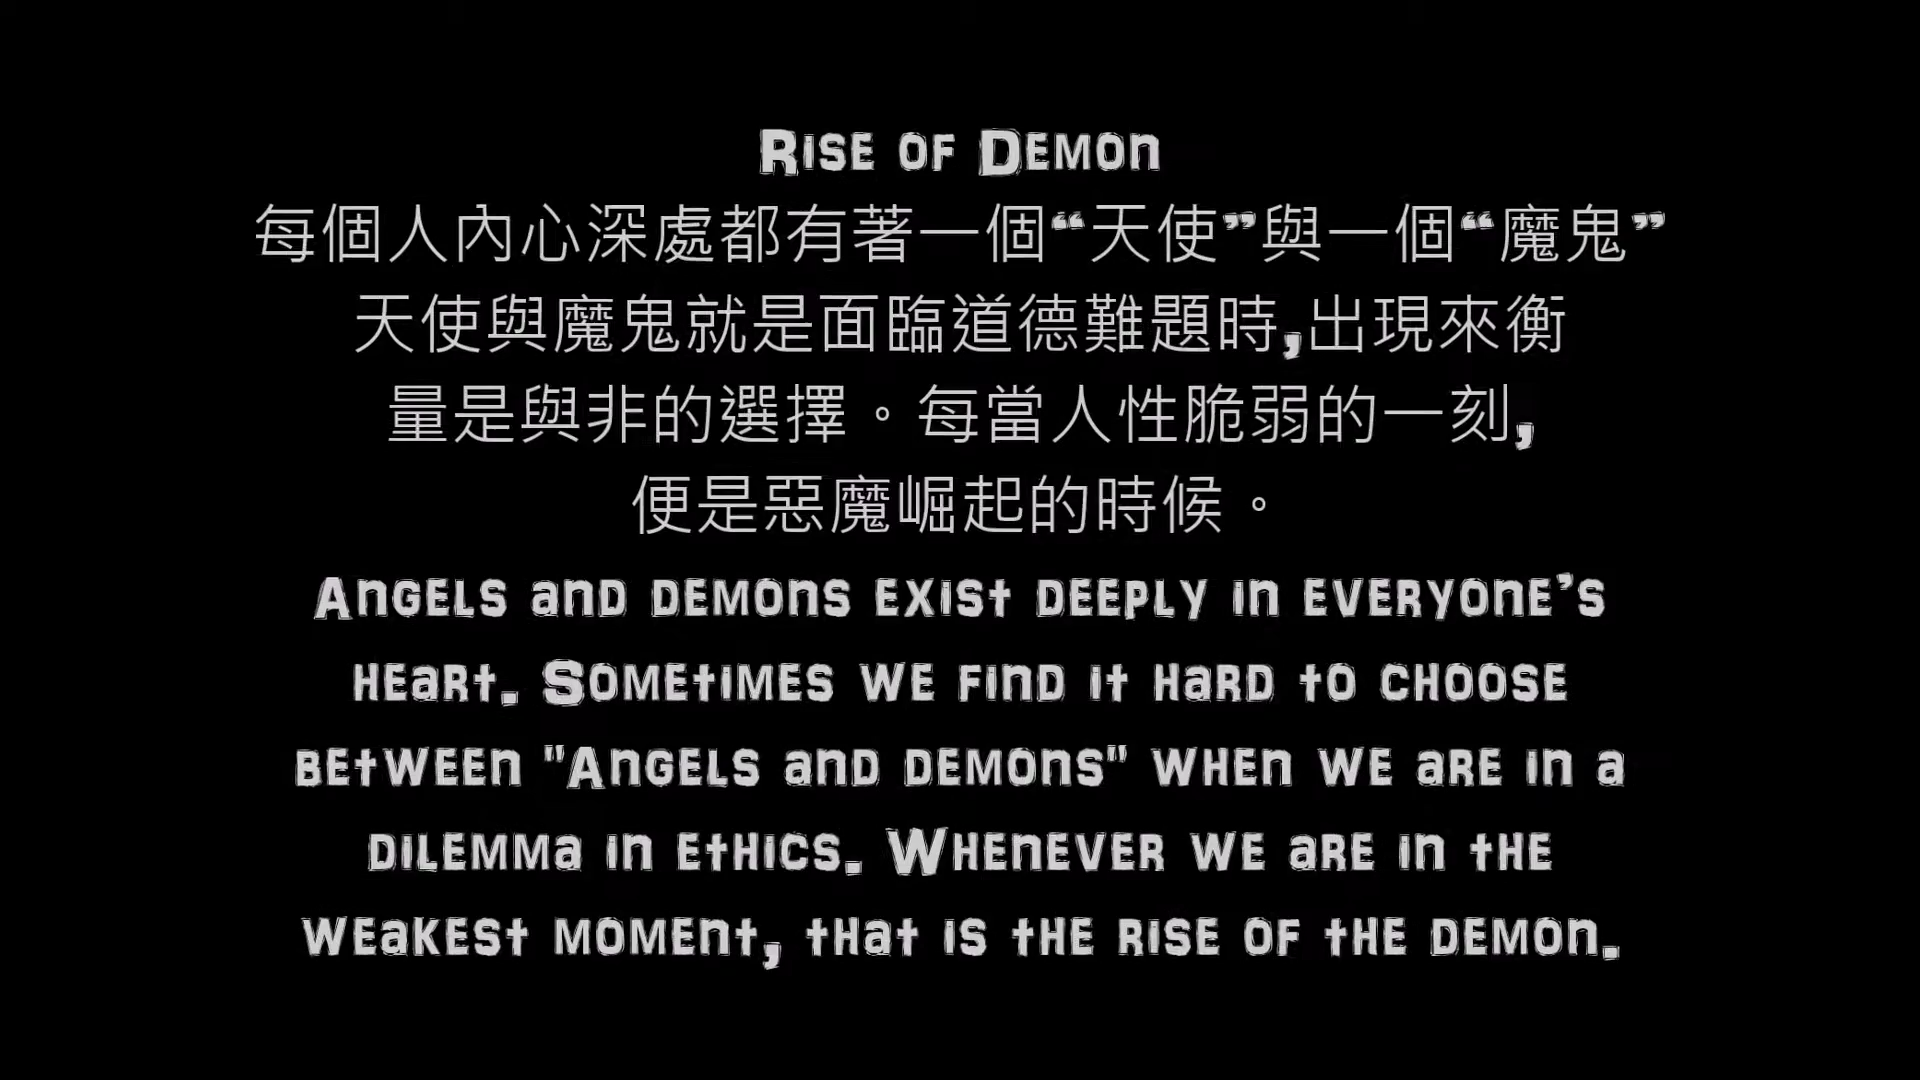 Rise of Demon
每個人內心深處都有著一個“天使”與一個“魔鬼”
天使與魔鬼就是面臨道德難題時,出現來衡
量是與非的選擇。每當人性脆弱的一刻,
便是惡魔崛起的時候。
Angels and demons exist deeply in everyone’s
heart. Sometimes we find it hard to choose
between "Angels and demons" when we are in a
dilemma in ethics. Whenever we are in the
weakest moment, that is the rise of the demon.